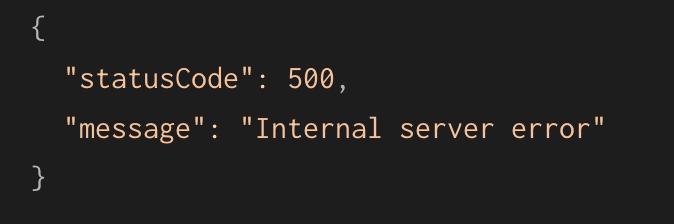 {
"statusCode": 500,
"message": "Internal server error"
}